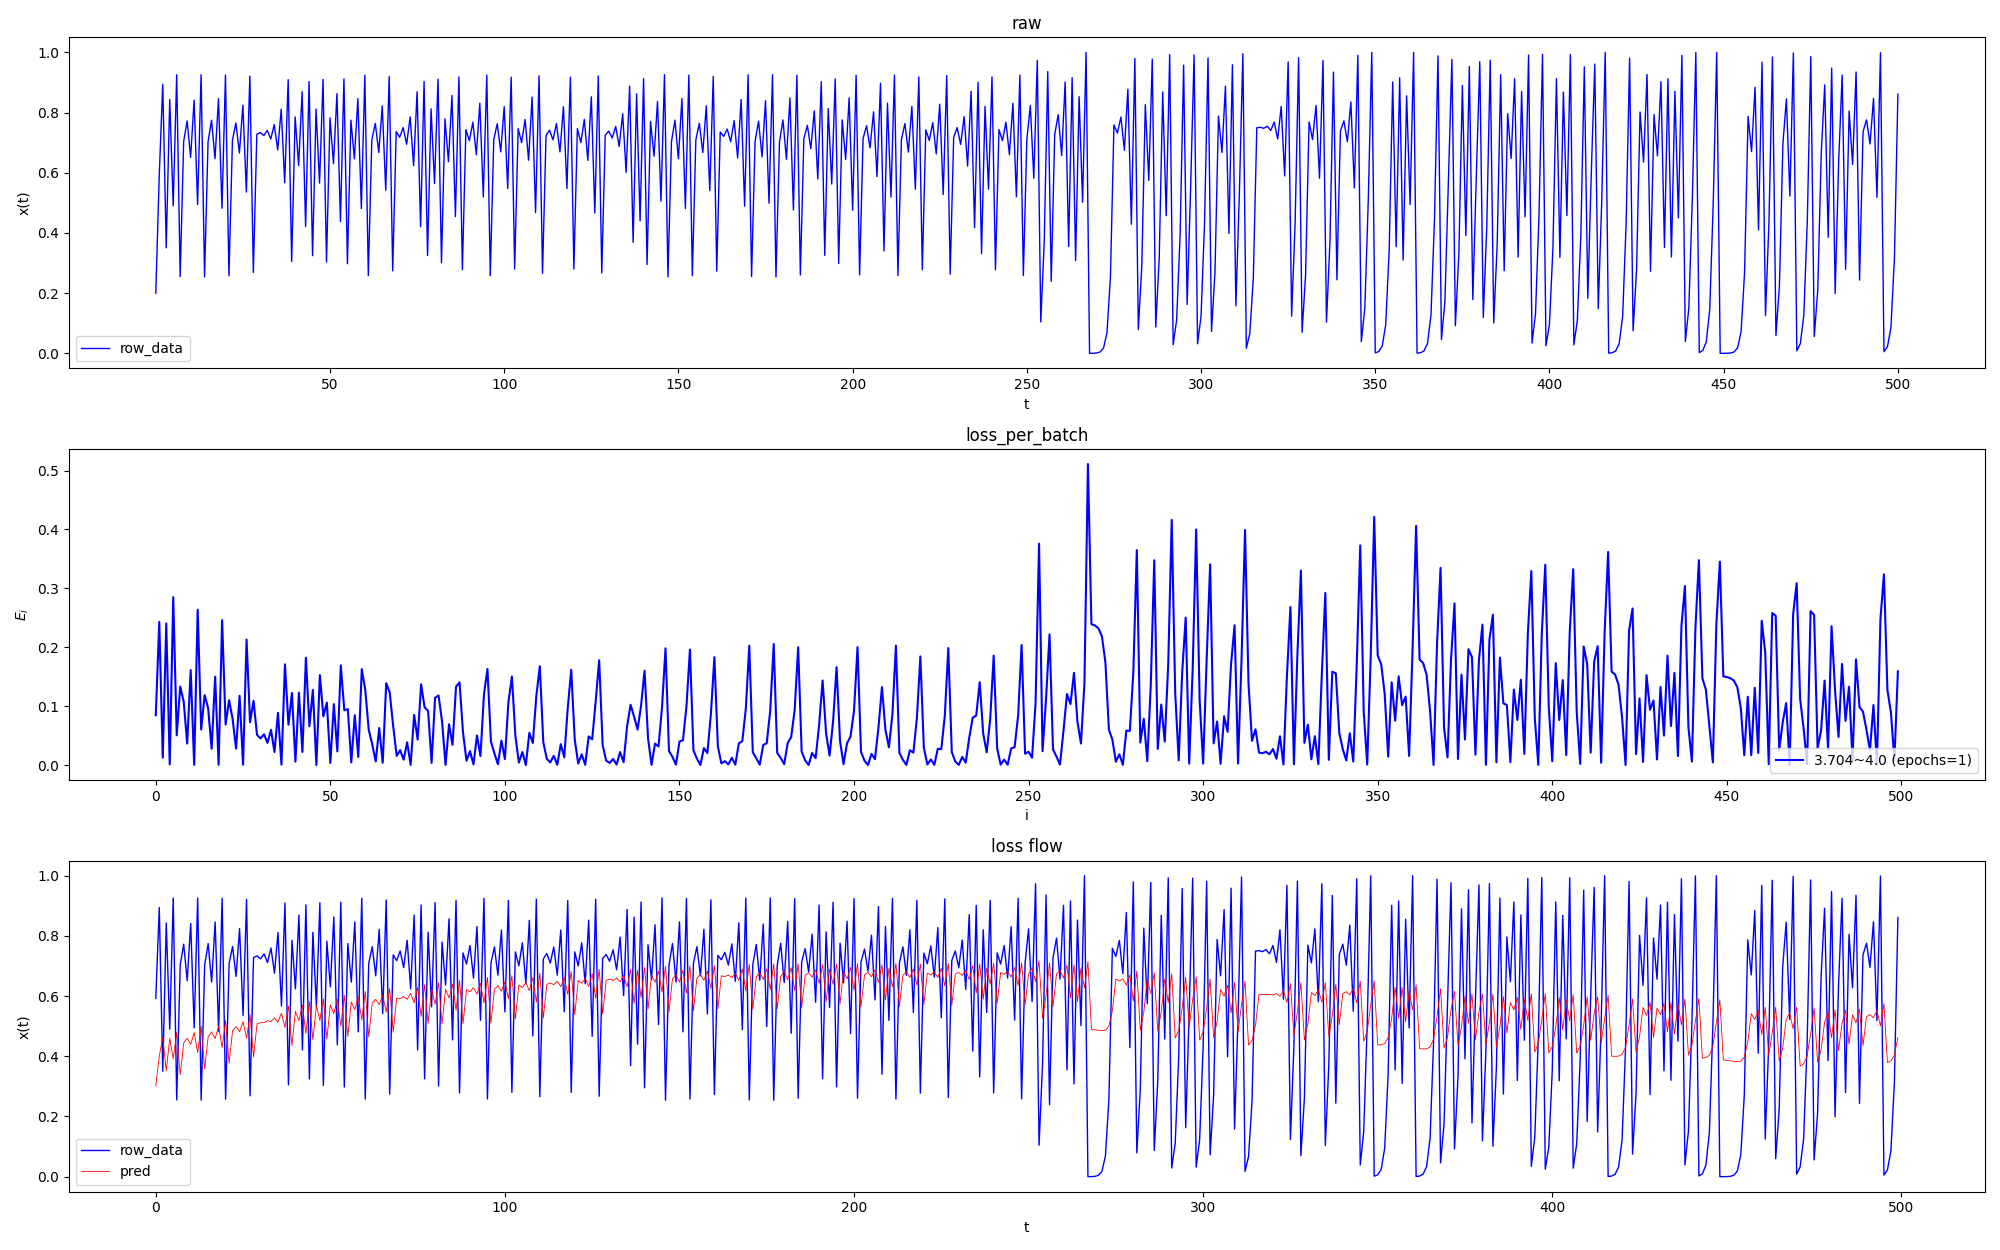 raw
1.0
0.8
0.6
0.4
0.2
0.0
x(t)
row_data
50 100 150 200 250 300 350 400 450 500
t
loss_per_batch
0.5
0.4
0.3
0.2
0.1
0.0
E_i
3.704~4.0 (epochs=1)
0 50 100 150 200 250 300 350 400 450 500
i
loss flow
1.0
0.8
0.6
0.4
0.2
0.0
x(t)
row_data
pred
0 100 200 300 400 500
t